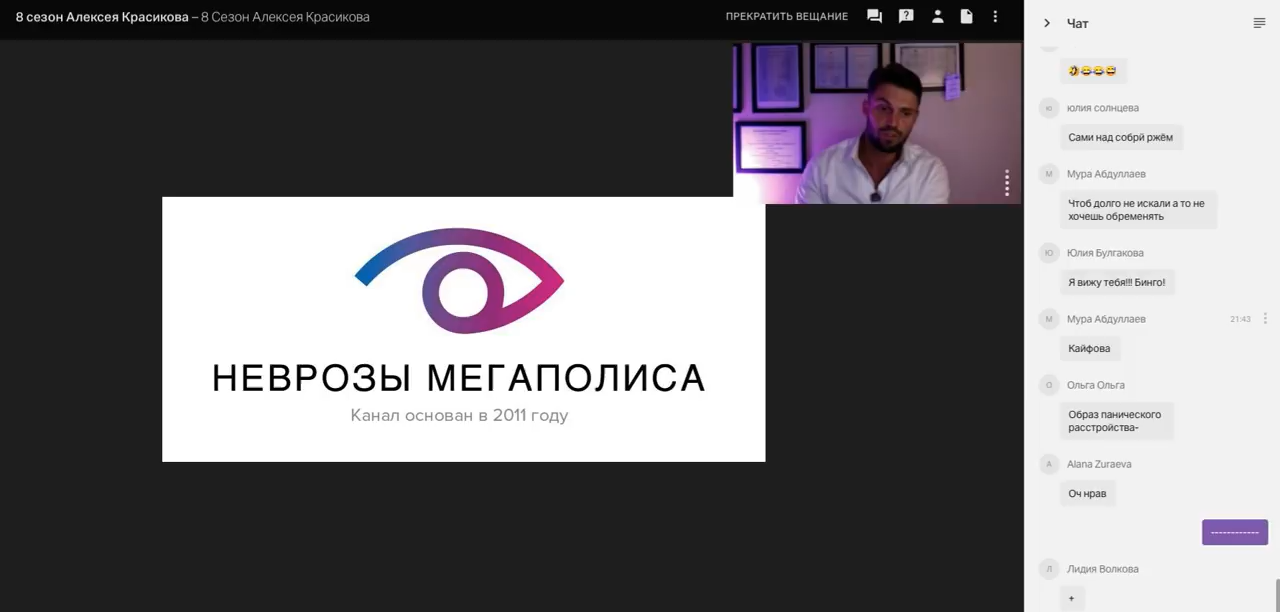 8 сезон Алексея Красикова – 8 Сезон Алексея Красикова
ПРЕКРАТИТЬ ВЕЩАНИЕ
Чат
юлия солнцева
Сами над собрй ржём
Мура Абдуллаев
Чтоб долго не искали а то не
хочешь обременять
Юлия Булгакова
Я вижу тебя!!! Бинго!
Мура Абдуллаев
21:43
Кайфова
Ольга Ольга
Образ панического
расстройства-
Alana Zuraeva
Оч нрав
------------
Лидия Волкова
+
НЕВРОЗЫ МЕГАПОЛИСА
Канал основан в 2011 году